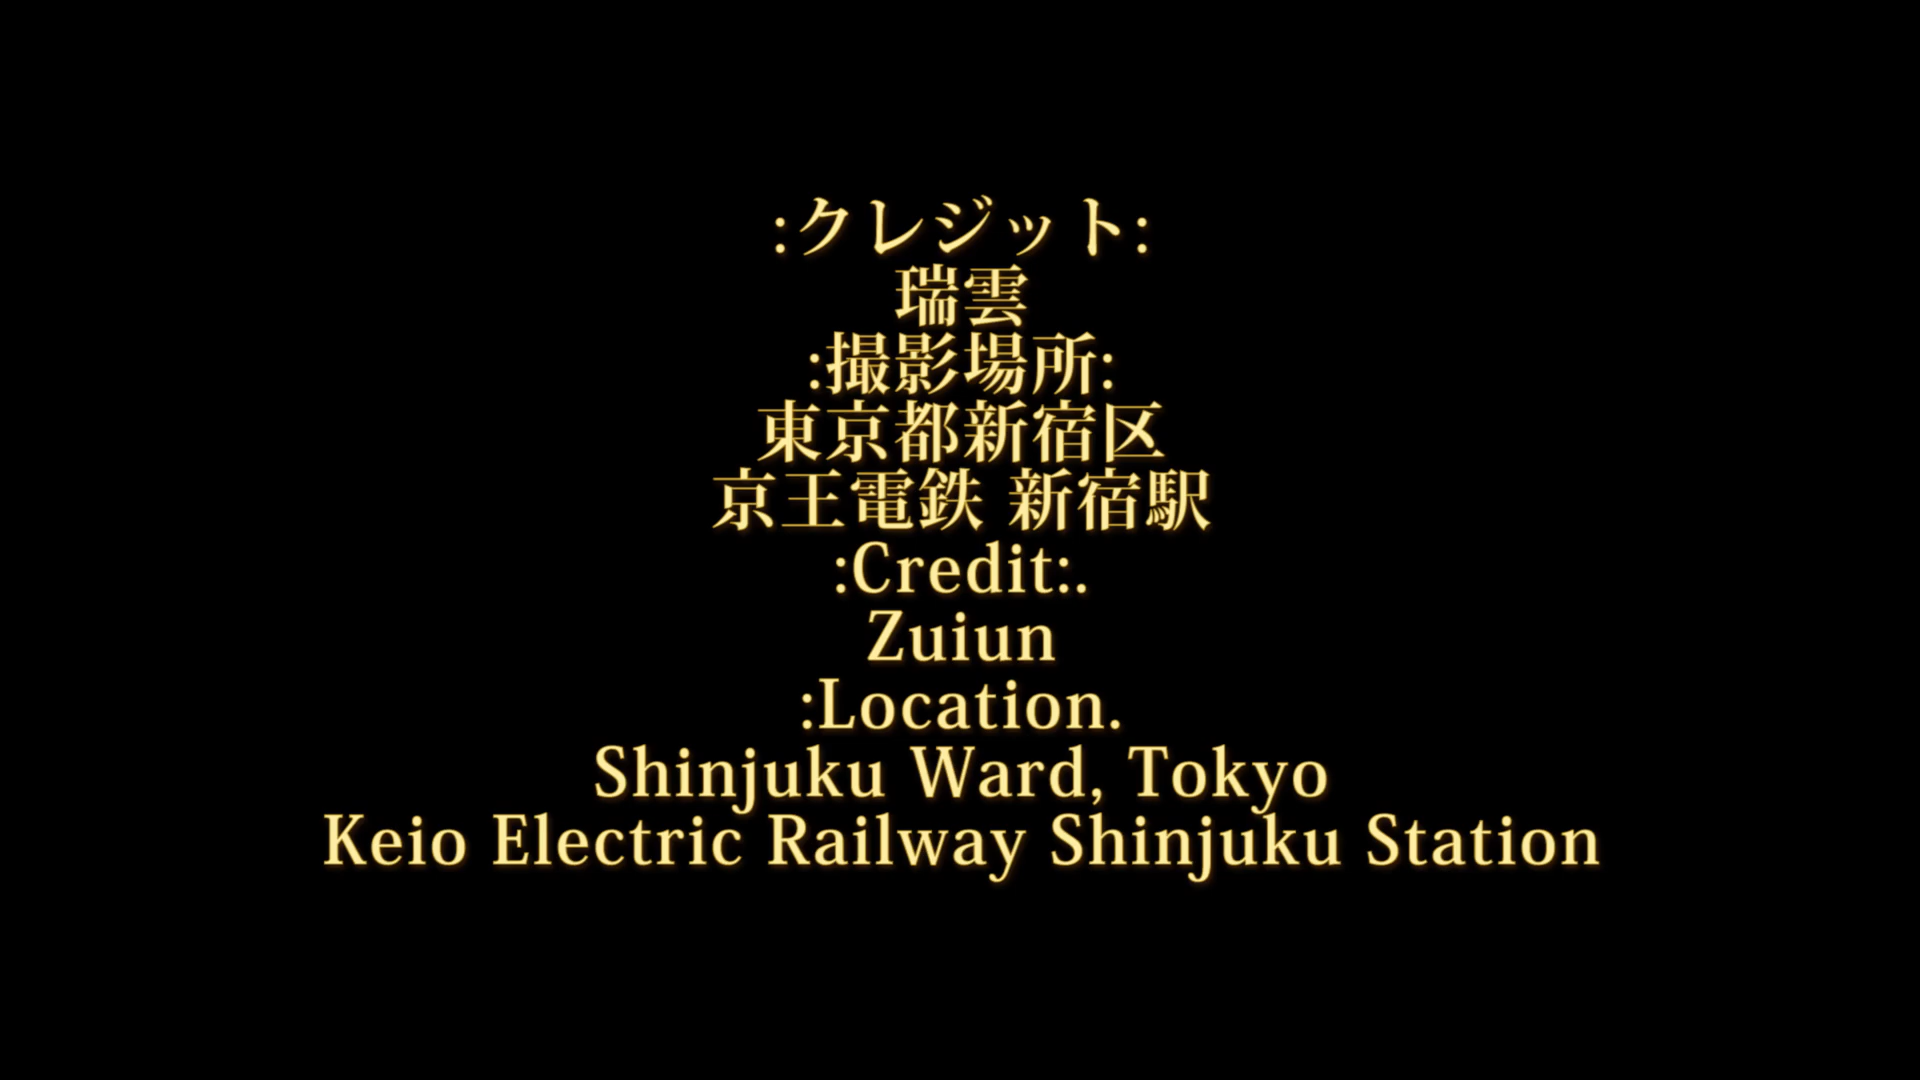 :クレジット:
瑞雲
:撮影場所:
東京都新宿区
京王電鉄 新宿駅
:Credit:.
Zuiun
:Location.
Shinjuku Ward, Tokyo
Keio Electric Railway Shinjuku Station